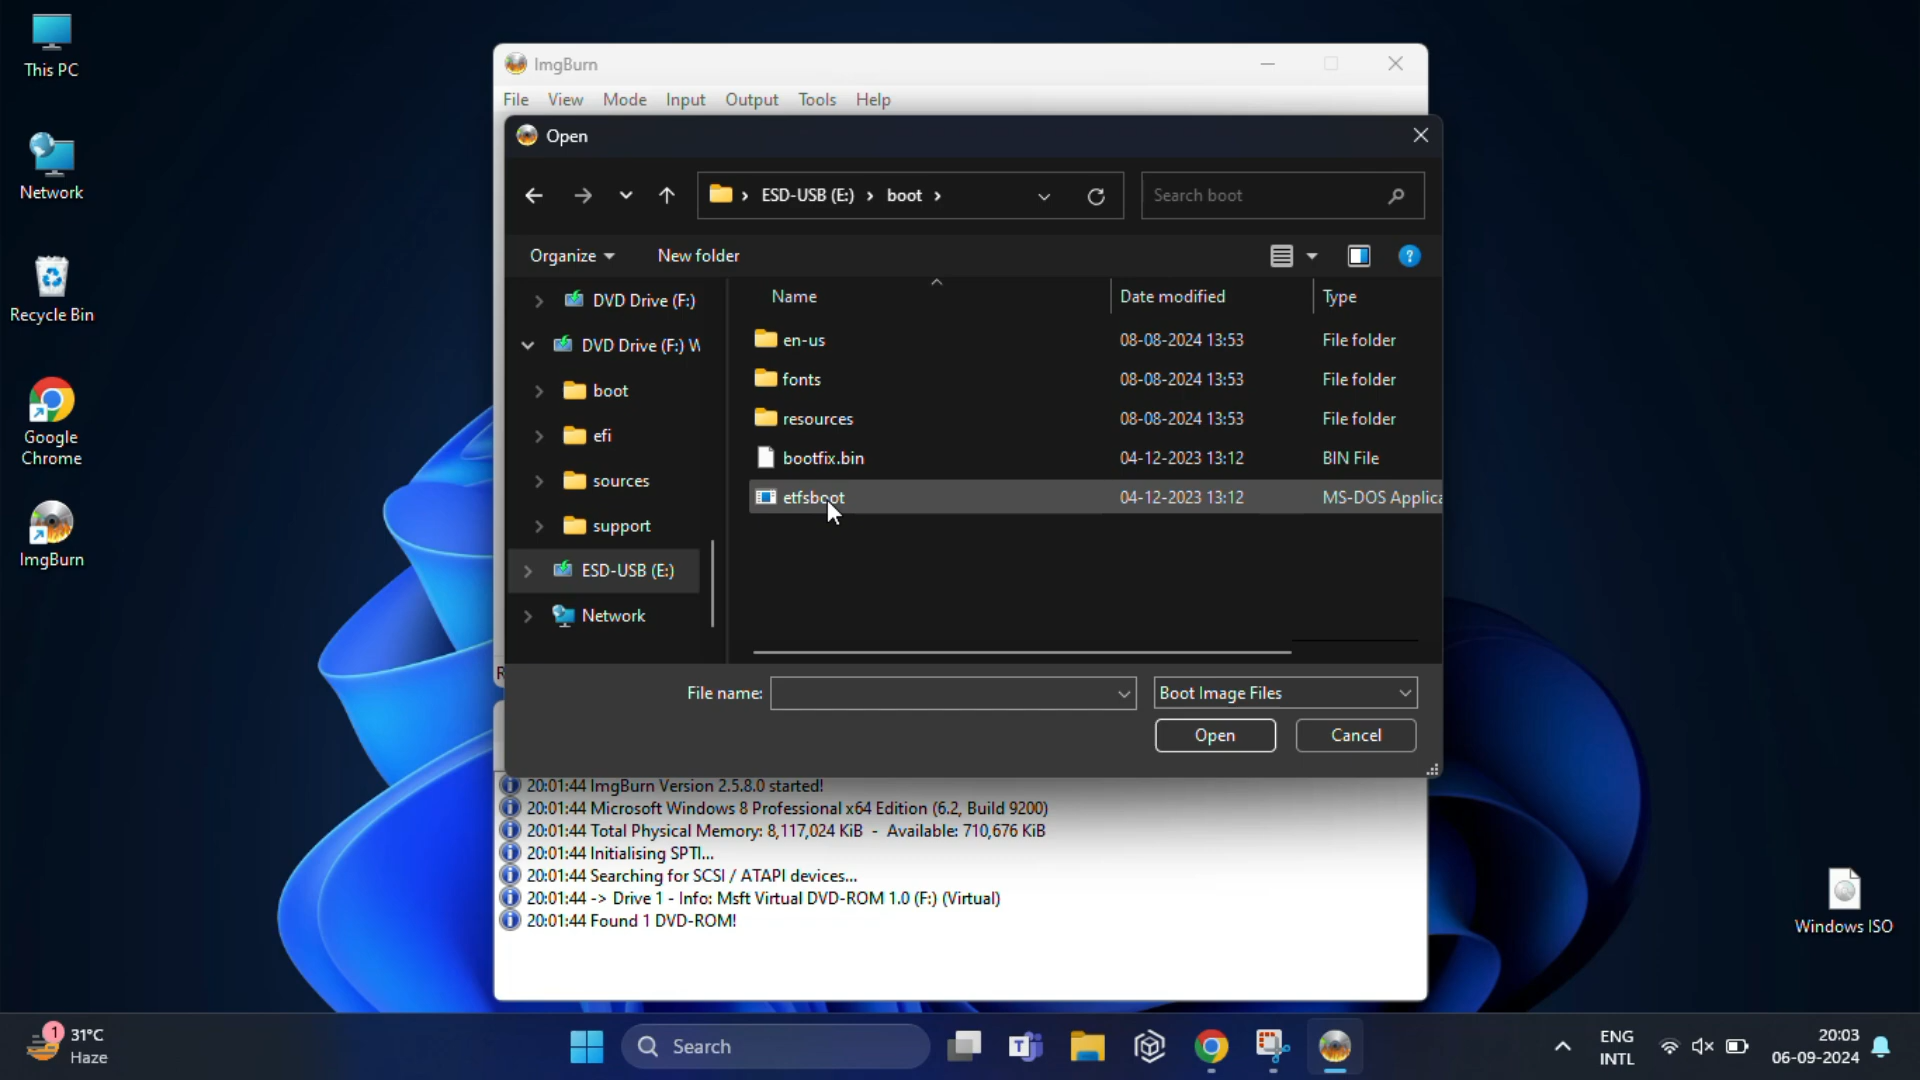 This PC
Network
Recycle Bin
Google
Chrome
ImgBurn
ImgBurn
File View Mode Input Output Tools Help
Open
ESD-USB (E:) boot
Search boot
Organize New folder
DVD Drive (F:)
DVD Drive (F:) W
boot
efi
sources
support
ESD-USB (E:)
Network
Name Date modified Type
en-us 08-08-2024 13:53 File folder
fonts 08-08-2024 13:53 File folder
resources 08-08-2024 13:53 File folder
bootfix.bin 04-12-2023 13:12 BIN File
etfsboot 04-12-2023 13:12 MS-DOS Applica
File name: Boot Image Files
Open Cancel
20:01:44 ImgBurn Version 2.5.8.0 started!
20:01:44 Microsoft Windows 8 Professional x64 Edition (6.2, Build 9200)
20:01:44 Total Physical Memory: 8,117,024 KiB - Available: 710,676 KiB
20:01:44 Initialising SPTI...
20:01:44 Searching for SCSI / ATAPI devices...
20:01:44 -> Drive 1 - Info: Msft Virtual DVD-ROM 1.0 (F:) (Virtual)
20:01:44 Found 1 DVD-ROM!
Windows ISO
1 31°C
Haze
Search
ENG
INTL
20:03
06-09-2024